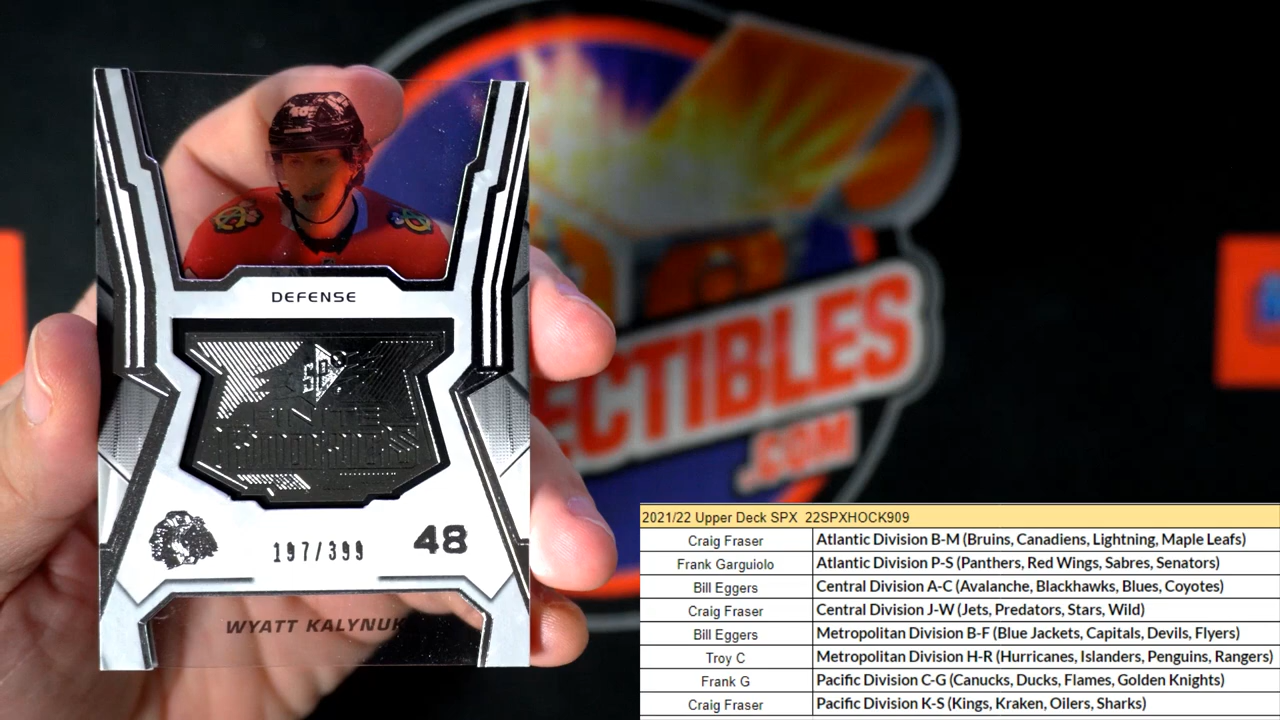 DEFENSE
SPX
FINITE
ROOKIES
197/399
48
WYATT KALYNUK
ECTIBLES
.COM
2021/22 Upper Deck SPX 22SPXHOCK909
Craig Fraser Atlantic Division B-M (Bruins, Canadiens, Lightning, Maple Leafs)
Frank Garguiolo Atlantic Division P-S (Panthers, Red Wings, Sabres, Senators)
Bill Eggers Central Division A-C (Avalanche, Blackhawks, Blues, Coyotes)
Craig Fraser Central Division J-W (Jets, Predators, Stars, Wild)
Bill Eggers Metropolitan Division B-F (Blue Jackets, Capitals, Devils, Flyers)
Troy C Metropolitan Division H-R (Hurricanes, Islanders, Penguins, Rangers)
Frank G Pacific Division C-G (Canucks, Ducks, Flames, Golden Knights)
Craig Fraser Pacific Division K-S (Kings, Kraken, Oilers, Sharks)